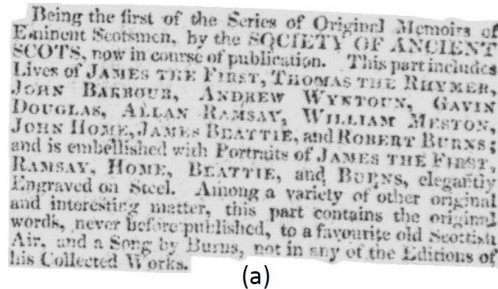 Being the first of the Series of Original Memoirs of
Eminent Scotsmen, by the SOCIETY OF ANCIENT
SCOTS, now in course of publication. This part includes
Lives of JAMES THE FIRST, THOMAS THE RHYMER,
JOHN BARBOUR, ANDREW WYNTOUN, GAVIN
DOUGLAS, ALLAN RAMSAY, WILLIAM MESTON,
JOHN HOME, JAMES BEATTIE, and ROBERT BURNS;
and is embellished with Portraits of JAMES THE FIRST,
RAMSAY, HOME, BEATTIE, and BURNS, elegantly
Engraved on Steel. Among a variety of other original
and interesting matter, this part contains the original
words, never before published, to a favourite old Scottish
Air, and a Song by Burns, not in any of the Editions of
his Collected Works.
(a)